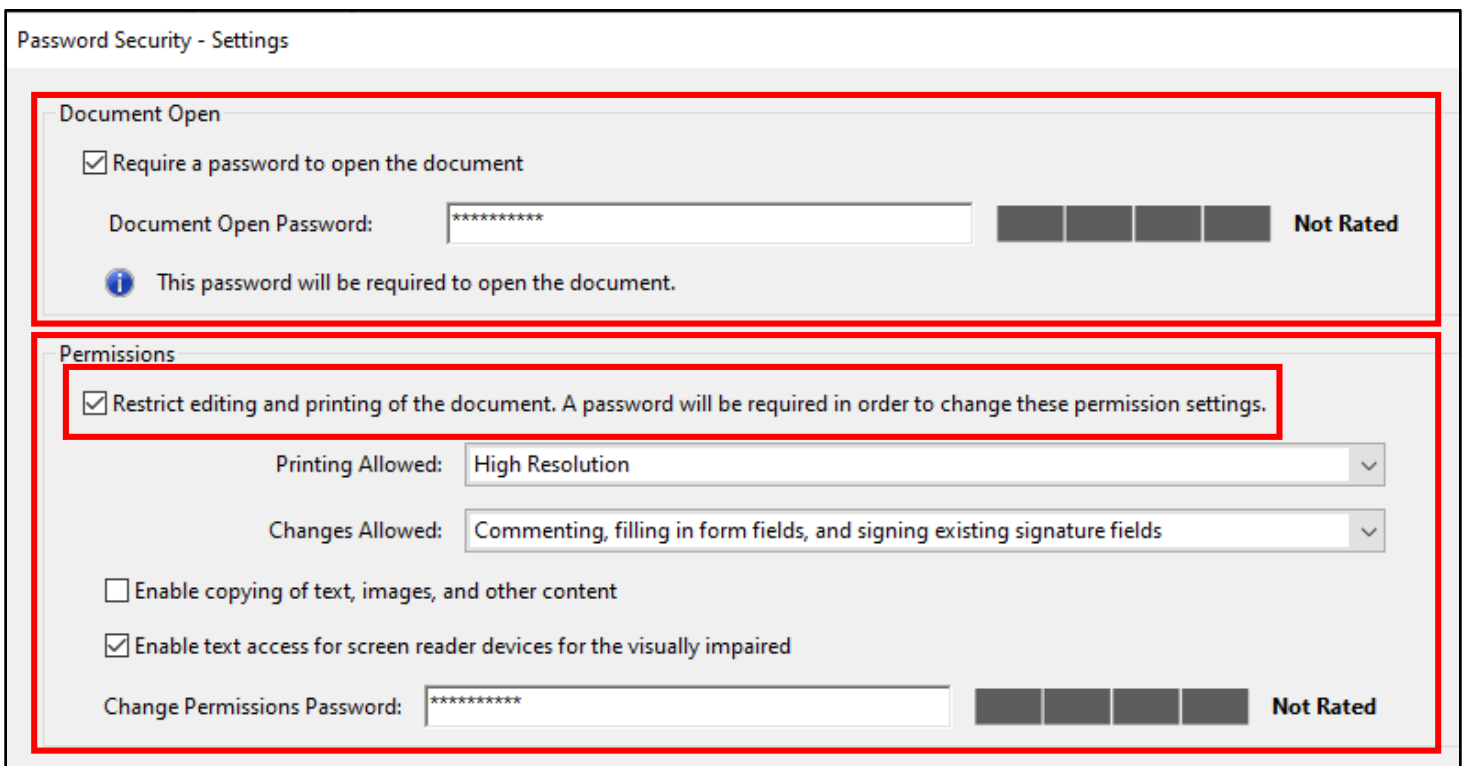 Password Security - Settings
Document Open
Require a password to open the document
Document Open Password: ********** Not Rated
This password will be required to open the document.
Permissions
Restrict editing and printing of the document. A password will be required in order to change these permission settings.
Printing Allowed: High Resolution
Changes Allowed: Commenting, filling in form fields, and signing existing signature fields
Enable copying of text, images, and other content
Enable text access for screen reader devices for the visually impaired
Change Permissions Password: ********** Not Rated